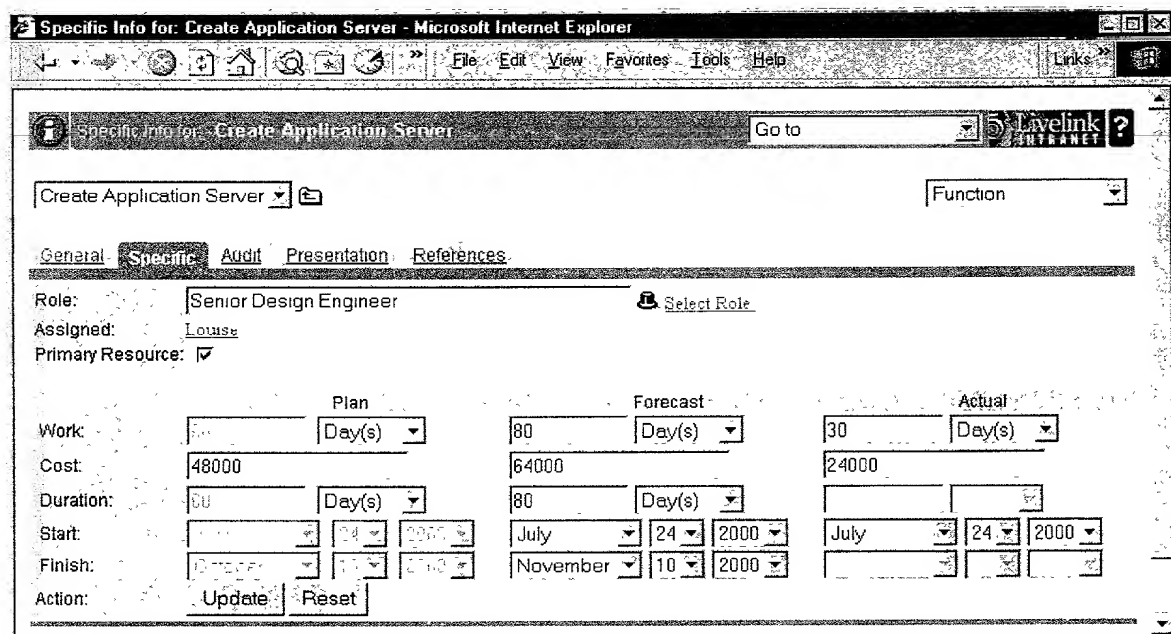 Specific Info for: Create Application Server - Microsoft Internet Explorer
» File Edit View Favorites Tools Help Links »
Specific Info for: Create Application Server Go to Livelink INTRANET ?
Create Application Server Function
General Specific Audit Presentation References
Role: Senior Design Engineer Select Role
Assigned: Louise
Primary Resource:
Plan Forecast Actual
Work: Day(s) 80 Day(s) 30 Day(s)
Cost: 48000 64000 24000
Duration: Day(s) 80 Day(s)
Start: July 24 2000 July 24 2000
Finish: November 10 2000
Action: Update Reset